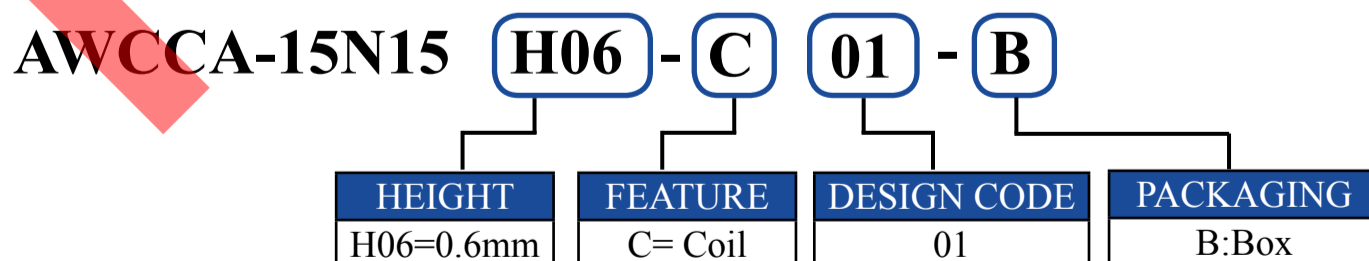 AWCCA-15N15 H06 - C 01 - B
HEIGHT FEATURE DESIGN CODE PACKAGING
H06=0.6mm C= Coil 01 B:Box